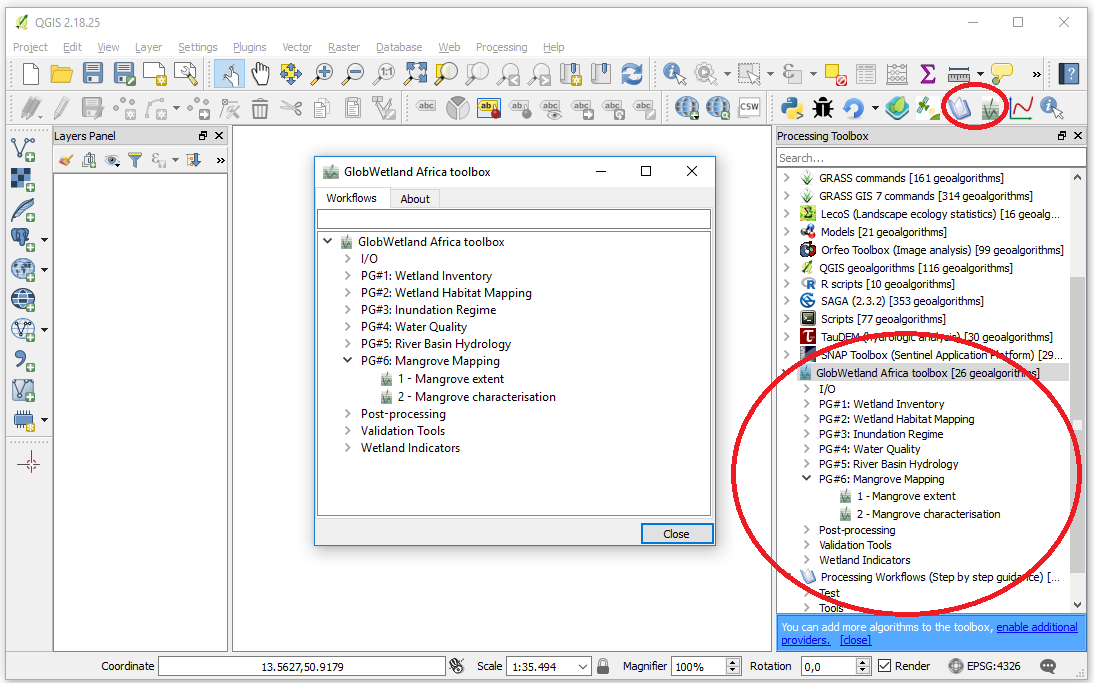 QGIS 2.18.25
Project Edit View Layer Settings Plugins Vector Raster Database Web Processing Help
1:1
»
?
abc abc ab abc abc abc abc abc CSW
Layers Panel
»
GlobWetland Africa toolbox
Workflows About
GlobWetland Africa toolbox
I/O
PG#1: Wetland Inventory
PG#2: Wetland Habitat Mapping
PG#3: Inundation Regime
PG#4: Water Quality
PG#5: River Basin Hydrology
PG#6: Mangrove Mapping
1 - Mangrove extent
2 - Mangrove characterisation
Post-processing
Validation Tools
Wetland Indicators
Close
Processing Toolbox
Search...
GRASS commands [161 geoalgorithms]
GRASS GIS 7 commands [314 geoalgorithms]
LecoS (Landscape ecology statistics) [16 geoalg...
Models [21 geoalgorithms]
Orfeo Toolbox (Image analysis) [99 geoalgorithms]
QGIS geoalgorithms [116 geoalgorithms]
R scripts [10 geoalgorithms]
SAGA (2.3.2) [353 geoalgorithms]
Scripts [77 geoalgorithms]
TauDEM (hydrologic analysis) [30 geoalgorithms]
SNAP Toolbox (Sentinel Application Platform) [29...
GlobWetland Africa toolbox [26 geoalgorithms]
I/O
PG#1: Wetland Inventory
PG#2: Wetland Habitat Mapping
PG#3: Inundation Regime
PG#4: Water Quality
PG#5: River Basin Hydrology
PG#6: Mangrove Mapping
1 - Mangrove extent
2 - Mangrove characterisation
Post-processing
Validation Tools
Wetland Indicators
Processing Workflows (Step by step guidance) [...
Test
Tools
You can add more algorithms to the toolbox, enable additional
providers. [close]
Coordinate 13.5627,50.9179 Scale 1:35.494 Magnifier 100% Rotation 0,0 Render EPSG:4326